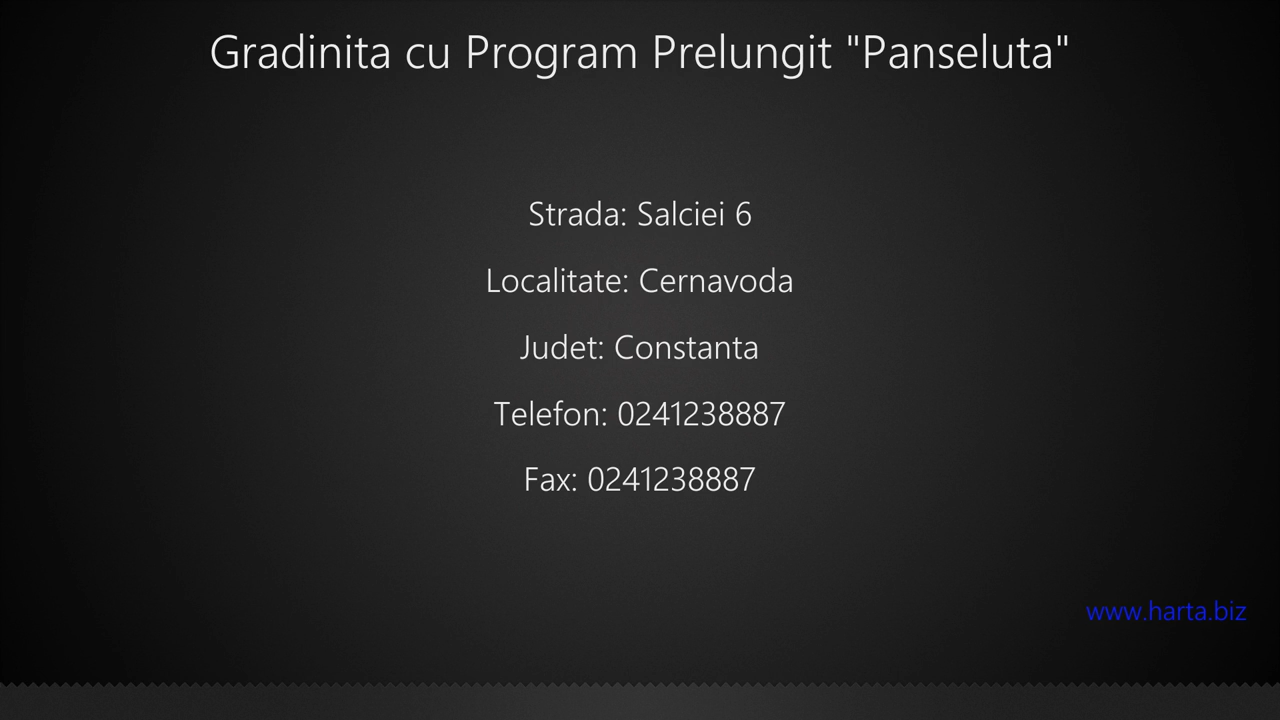 Gradinita cu Program Prelungit "Panseluta"
Strada: Salciei 6
Localitate: Cernavoda
Judet: Constanta
Telefon: 0241238887
Fax: 0241238887
www.harta.biz